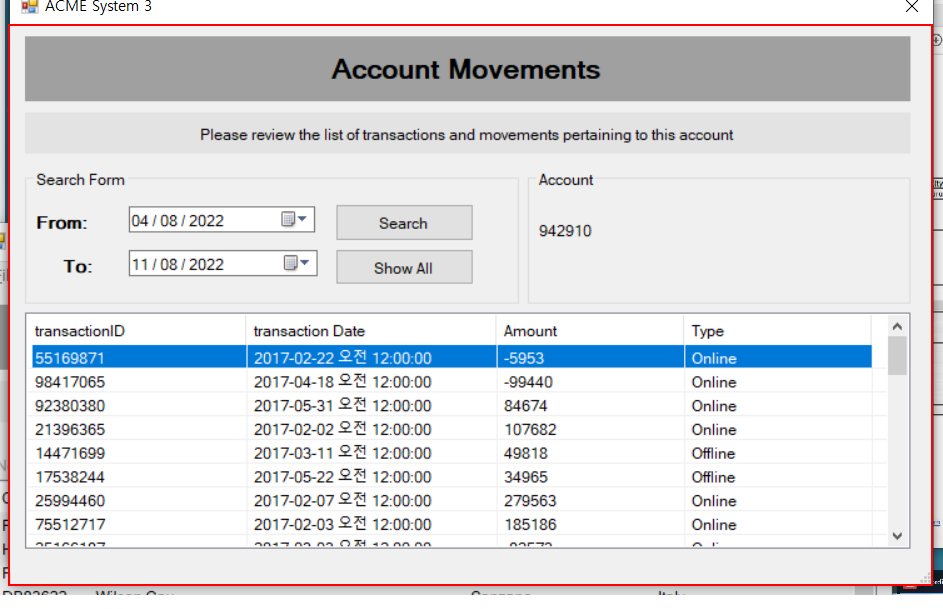 ACME System 3
Account Movements
Please review the list of transactions and movements pertaining to this account
Search Form
From: 04 / 08 / 2022 Search
To: 11 / 08 / 2022 Show All
Account
942910
transactionID transaction Date Amount Type
55169871 2017-02-22 오전 12:00:00 -5953 Online
98417065 2017-04-18 오전 12:00:00 -99440 Online
92380380 2017-05-31 오전 12:00:00 84674 Online
21396365 2017-02-02 오전 12:00:00 107682 Online
14471699 2017-03-11 오전 12:00:00 49818 Offline
17538244 2017-05-22 오전 12:00:00 34965 Offline
25994460 2017-02-07 오전 12:00:00 279563 Online
75512717 2017-02-03 오전 12:00:00 185186 Online